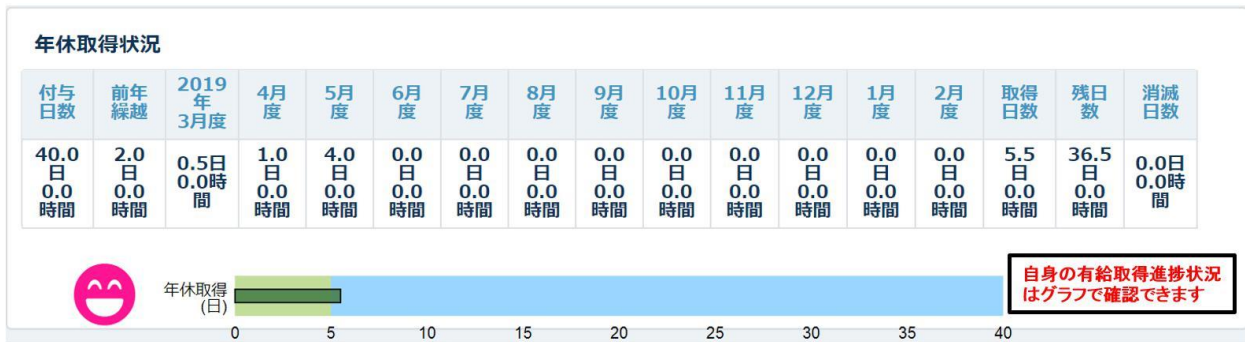 年休取得状況
付与
日数
前年
繰越
2019
年
3月度
4月
度
5月
度
6月
度
7月
度
8月
度
9月
度
10月
度
11月
度
12月
度
1月
度
2月
度
取得
日数
残日
数
消滅
日数
40.0
日
0.0
時間
2.0
日
0.0
時間
0.5日
0.0時
間
1.0
日
0.0
時間
4.0
日
0.0
時間
0.0
日
0.0
時間
0.0
日
0.0
時間
0.0
日
0.0
時間
0.0
日
0.0
時間
0.0
日
0.0
時間
0.0
日
0.0
時間
0.0
日
0.0
時間
0.0
日
0.0
時間
0.0
日
0.0
時間
5.5
日
0.0
時間
36.5
日
0.0
時間
0.0日
0.0時
間
年休取得
(日)
自身の有給取得進捗状況
はグラフで確認できます
0 5 10 15 20 25 30 35 40